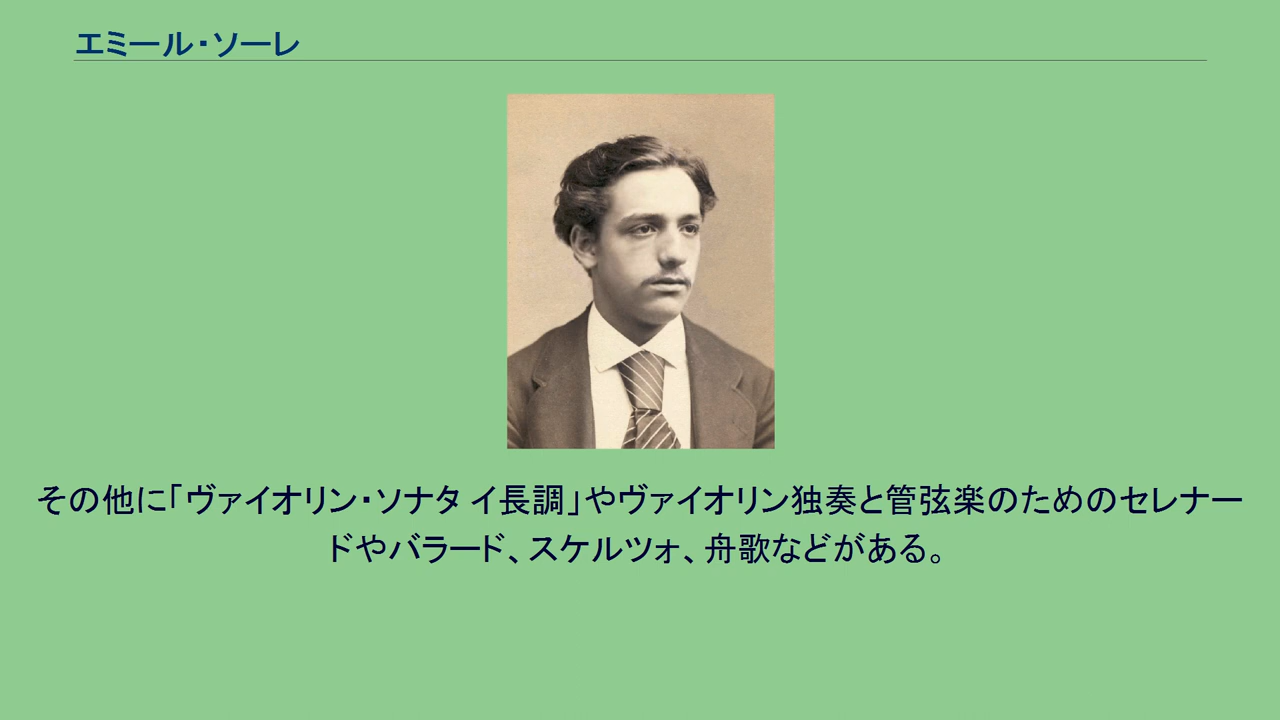 エミール・ソーレ
その他に「ヴァイオリン・ソナタ イ長調」やヴァイオリン独奏と管弦楽のためのセレナー
ドやバラード、スケルツォ、舟歌などがある。